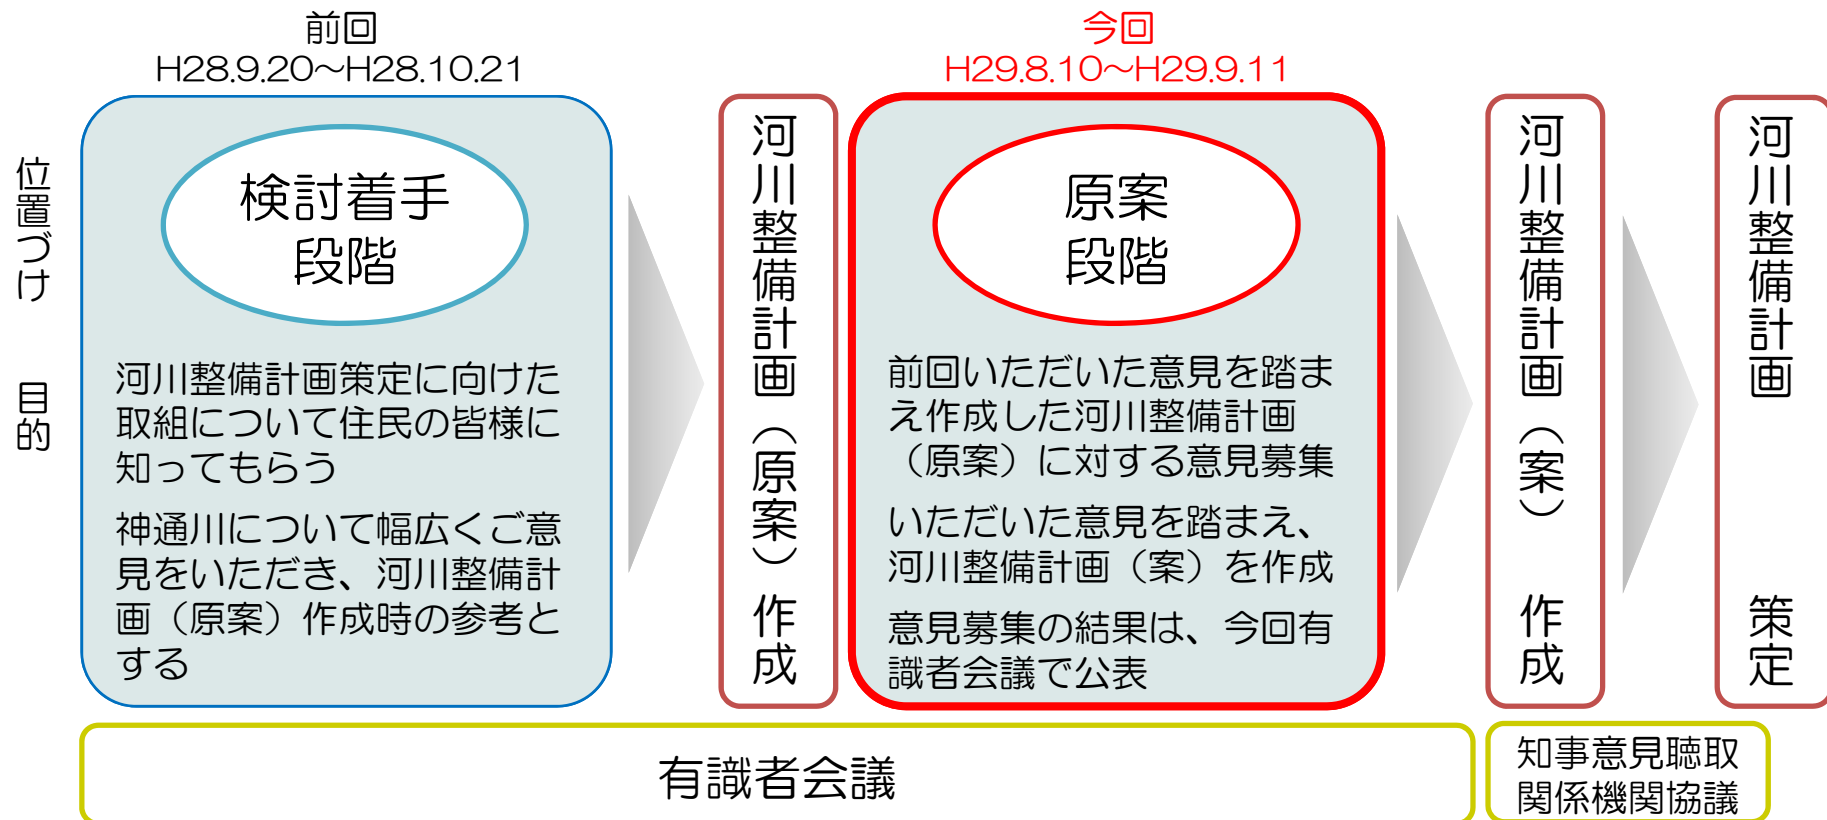 前回
H28.9.20～H28.10.21
今回
H29.8.10～H29.9.11
位置づけ
目的
検討着手
段階
河川整備計画策定に向けた
取組について住民の皆様に
知ってもらう
神通川について幅広くご意
見をいただき、河川整備計
画（原案）作成時の参考と
する
河川整備計画（原案）作成
原案
段階
前回いただいた意見を踏ま
え作成した河川整備計画
（原案）に対する意見募集
いただいた意見を踏まえ、
河川整備計画（案）を作成
意見募集の結果は、今回有
識者会議で公表
河川整備計画（案）作成
河川整備計画策定
有識者会議
知事意見聴取
関係機関協議